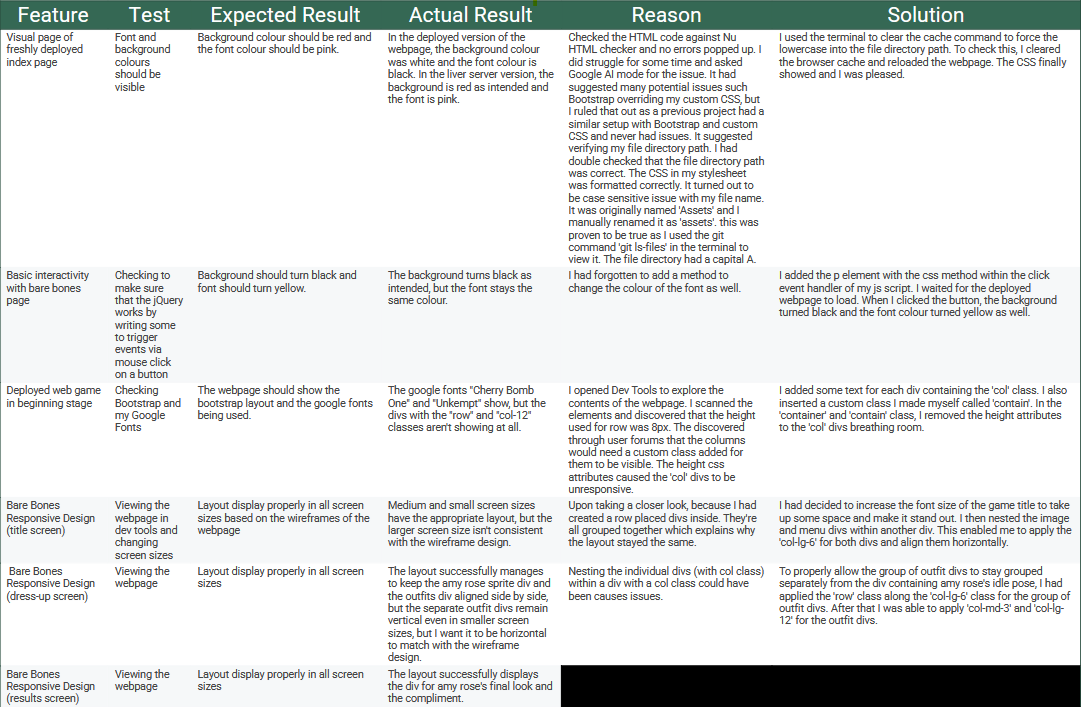 Feature Test Expected Result Actual Result Reason Solution
Visual page of
freshly deployed
index page
Font and
background
colours
should be
visible
Background colour should be red and
the font colour should be pink.
In the deployed version of the
webpage, the background colour
was white and the font colour is
black. In the liver server version, the
background is red as intended and
the font is pink.
Checked the HTML code against Nu
HTML checker and no errors popped up. I
did struggle for some time and asked
Google AI mode for the issue. It had
suggested many potential issues such
Bootstrap overriding my custom CSS, but
I ruled that out as a previous project had a
similar setup with Bootstrap and custom
CSS and never had issues. It suggested
verifying my file directory path. I had
double checked that the file directory path
was correct. The CSS in my stylesheet
was formatted correctly. It turned out to
be case sensitive issue with my file name.
It was originally named 'Assets' and I
manually renamed it as 'assets'. this was
proven to be true as I used the git
command 'git ls-files' in the terminal to
view it. The file directory had a capital A.
I used the terminal to clear the cache command to force the
lowercase into the file directory path. To check this, I cleared
the browser cache and reloaded the webpage. The CSS finally
showed and I was pleased.
Basic interactivity
with bare bones
page
Checking to
make sure
that the jQuery
works by
writing some
to trigger
events via
mouse click
on a button
Background should turn black and
font should turn yellow.
The background turns black as
intended, but the font stays the
same colour.
I had forgotten to add a method to
change the colour of the font as well.
I added the p element with the css method within the click
event handler of my js script. I waited for the deployed
webpage to load. When I clicked the button, the background
turned black and the font colour turned yellow as well.
Deployed web game
in beginning stage
Checking
Bootstrap and
my Google
Fonts
The webpage should show the
bootstrap layout and the google fonts
being used.
The google fonts "Cherry Bomb
One" and "Unkempt" show, but the
divs with the "row" and "col-12"
classes aren't showing at all.
I opened Dev Tools to explore the
contents of the webpage. I scanned the
elements and discovered that the height
used for row was 8px. The discovered
through user forums that the columns
would need a custom class added for
them to be visible. The height css
attributes caused the 'col' divs to be
unresponsive.
I added some text for each div containing the 'col' class. I also
inserted a custom class I made myself called 'contain'. In the
'container' and 'contain' class, I removed the height attributes
to the 'col' divs breathing room.
Bare Bones
Responsive Design
(title screen)
Viewing the
webpage in
dev tools and
changing
screen sizes
Layout display properly in all screen
sizes based on the wireframes of the
webpage
Medium and small screen sizes
have the appropriate layout, but the
larger screen size isn't consistent
with the wireframe design.
Upon taking a closer look, because I had
created a row placed divs inside. They're
all grouped together which explains why
the layout stayed the same.
I had decided to increase the font size of the game title to take
up some space and make it stand out. I then nested the image
and menu divs within another div. This enabled me to apply the
'col-lg-6' for both divs and align them horizontally.
Bare Bones
Responsive Design
(dress-up screen)
Viewing the
webpage
Layout display properly in all screen
sizes
The layout successfully manages
to keep the amy rose sprite div and
the outfits div aligned side by side,
but the separate outfit divs remain
vertical even in smaller screen
sizes, but I want it to be horizontal
to match with the wireframe
design.
Nesting the individual divs (with col class)
within a div with a col class could have
been causes issues.
To properly allow the group of outfit divs to stay grouped
separately from the div containing amy rose's idle pose, I had
applied the 'row' class along the 'col-lg-6' class for the group of
outfit divs. After that I was able to apply 'col-md-3' and 'col-lg-
12' for the outfit divs.
Bare Bones
Responsive Design
(results screen)
Viewing the
webpage
Layout display properly in all screen
sizes
The layout successfully displays
the div for amy rose's final look and
the compliment.